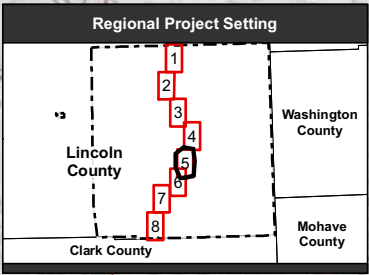 Regional Project Setting
1
2
3
4
5
6
7
8
Lincoln
County
Washington
County
Mohave
County
Clark County